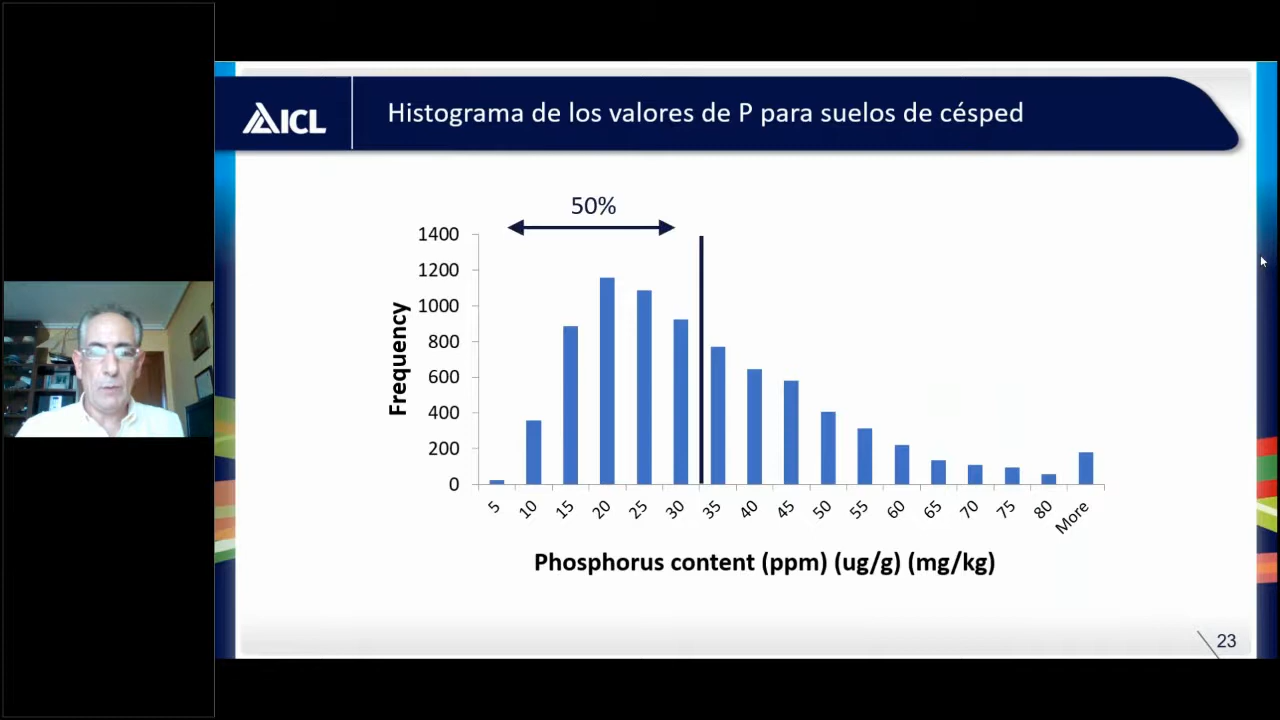 ICL
Histograma de los valores de P para suelos de césped
50%
1400
1200
1000
800
600
400
200
0
Frequency
5 10 15 20 25 30 35 40 45 50 55 60 65 70 75 80 More
Phosphorus content (ppm) (ug/g) (mg/kg)
23